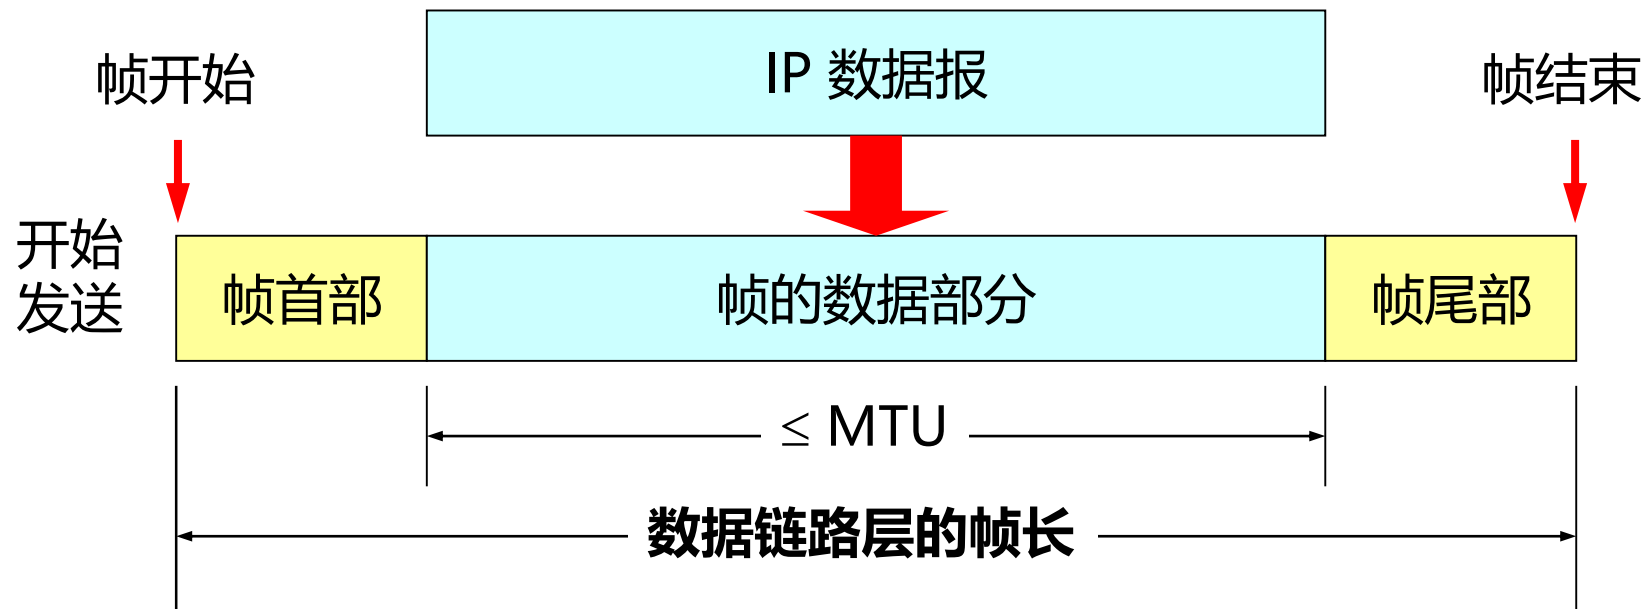 IP 数据报
帧开始
帧结束
开始
发送
帧首部
帧的数据部分
帧尾部
≤ MTU
数据链路层的帧长